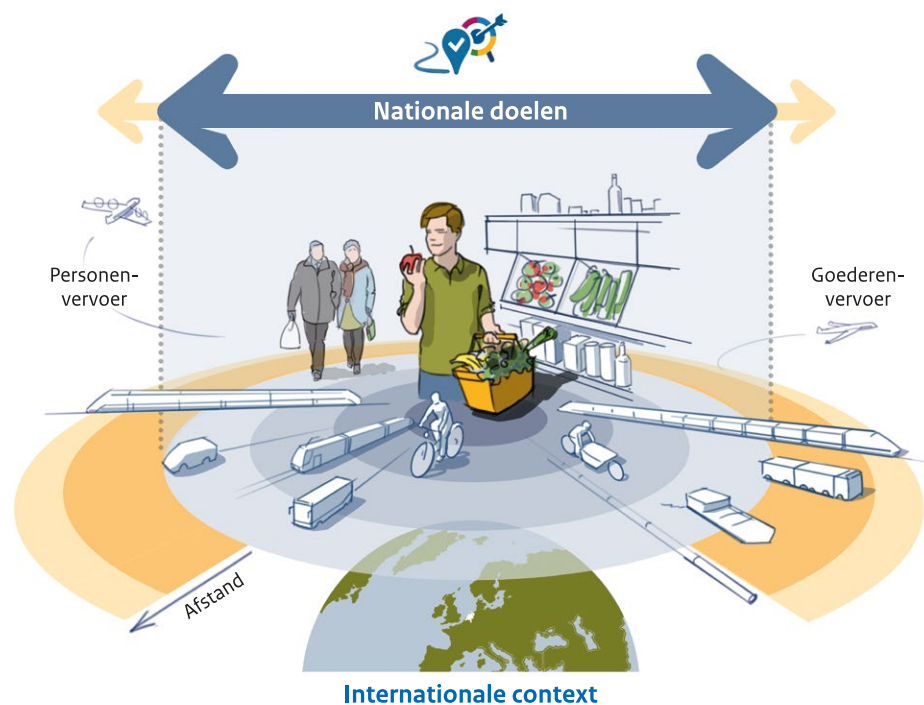 Nationale doelen
Personen-
vervoer
Goederen-
vervoer
Afstand
Internationale context